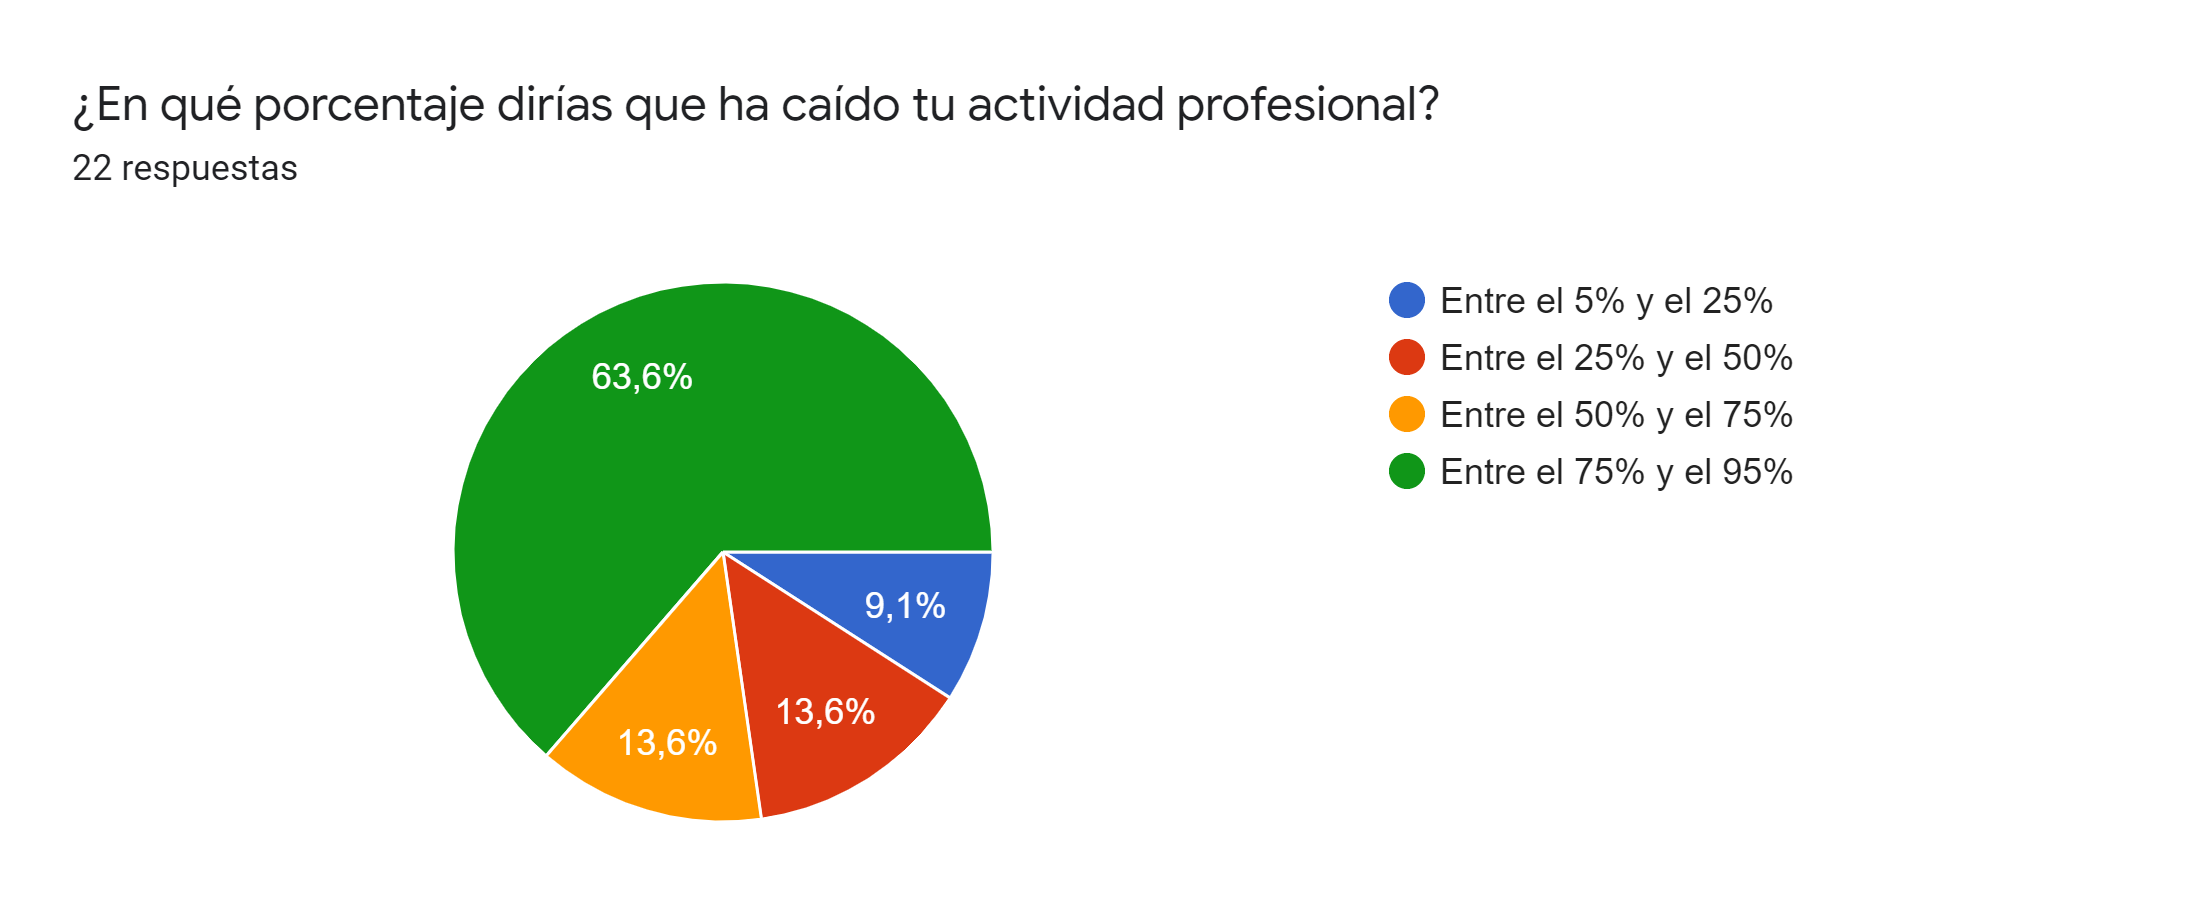 ¿En qué porcentaje dirías que ha caído tu actividad profesional?
22 respuestas
63,6%
9,1%
13,6%
13,6%
Entre el 5% y el 25%
Entre el 25% y el 50%
Entre el 50% y el 75%
Entre el 75% y el 95%